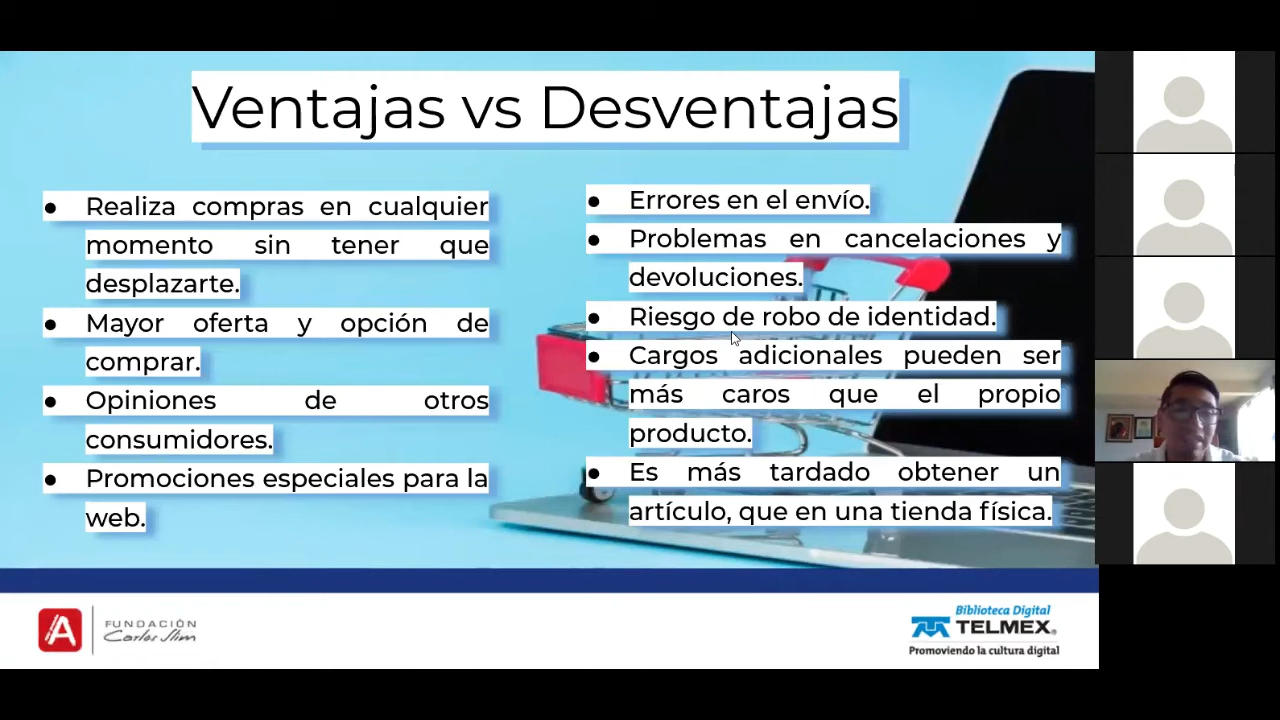 Ventajas vs Desventajas
● Realiza compras en cualquier
momento sin tener que
desplazarte.
● Mayor oferta y opción de
comprar.
● Opiniones de otros
consumidores.
● Promociones especiales para la
web.
● Errores en el envío.
● Problemas en cancelaciones y
devoluciones.
● Riesgo de robo de identidad.
● Cargos adicionales pueden ser
más caros que el propio
producto.
● Es más tardado obtener un
artículo, que en una tienda física.
FUNDACIÓN
Carlos Slim
Biblioteca Digital
TELMEX®
Promoviendo la cultura digital